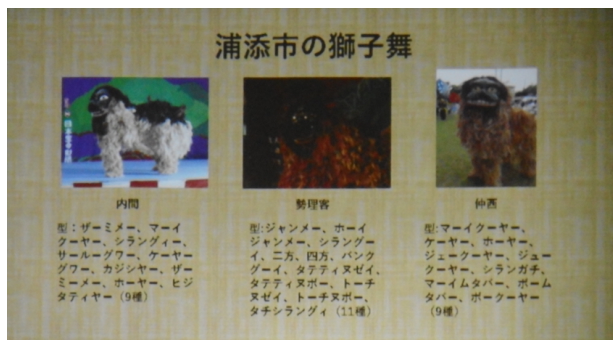 浦添市の獅子舞
内間
型：ザーミメー、マーイ
クーヤー、シランギィー、
サールーグワー、ケーヤー
グワー、カジシヤー、ザー
ミーメー、ホーヤー、ヒジ
タティヤー（9種）
勢理客
型:ジャンメー、ホーイ
ジャンメー、シラングー
イ、二方、四方、バンク
グーイ、タテティヌゼイ、
タテティヌボー、トーチ
ヌゼイ、トーチヌボー、
タチシランディ（11種）
仲西
型:マーイクーヤー、
ケーヤー、ホーヤー、
ジェークーヤー、ジュー
クーヤー、シランガチ、
マーイムタバー、ボーム
タバー、ボークーヤー
（9種）